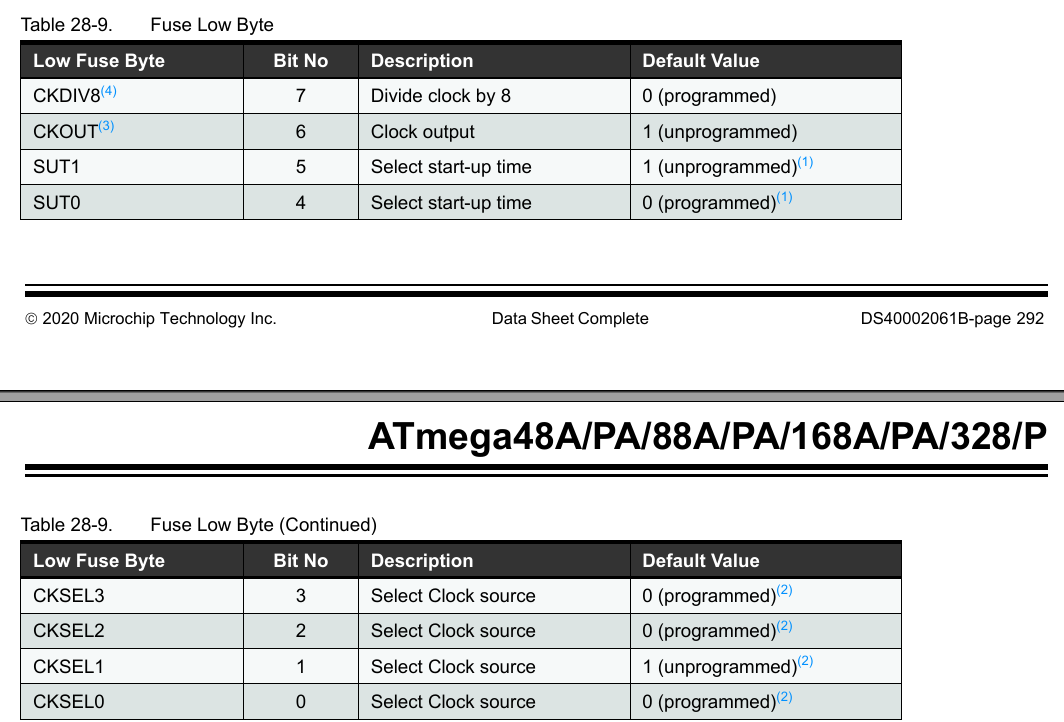 Table 28-9. Fuse Low Byte
Low Fuse Byte Bit No Description Default Value
CKDIV8(4) 7 Divide clock by 8 0 (programmed)
CKOUT(3) 6 Clock output 1 (unprogrammed)
SUT1 5 Select start-up time 1 (unprogrammed)(1)
SUT0 4 Select start-up time 0 (programmed)(1)
© 2020 Microchip Technology Inc. Data Sheet Complete DS40002061B-page 292
ATmega48A/PA/88A/PA/168A/PA/328/P
Table 28-9. Fuse Low Byte (Continued)
Low Fuse Byte Bit No Description Default Value
CKSEL3 3 Select Clock source 0 (programmed)(2)
CKSEL2 2 Select Clock source 0 (programmed)(2)
CKSEL1 1 Select Clock source 1 (unprogrammed)(2)
CKSEL0 0 Select Clock source 0 (programmed)(2)